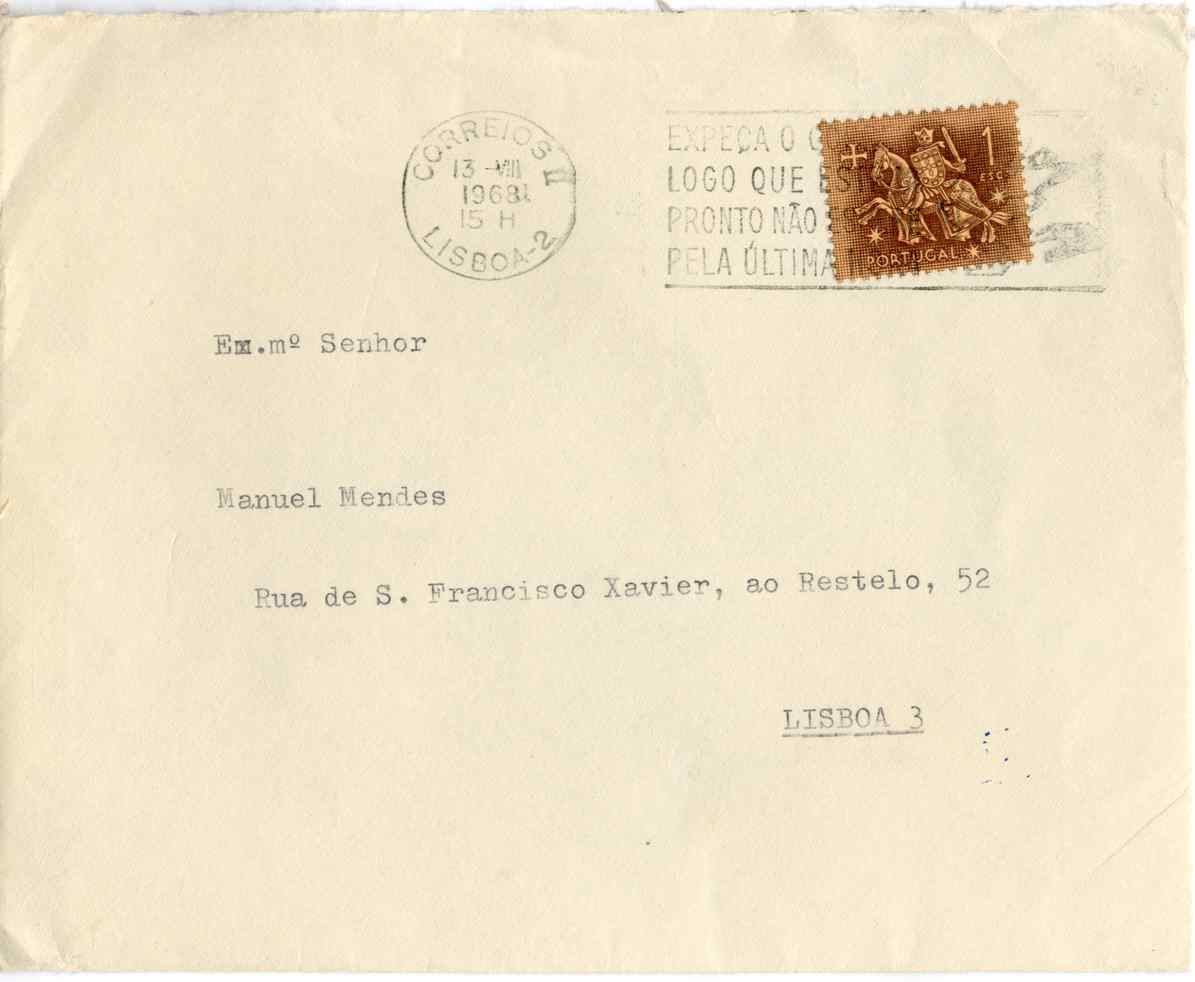 CORREIOS
13 -VIII
1968
15 H
LISBOA-2
EXPEÇA O
LOGO QUE
PRONTO NÃO
PELA ÚLTIMA
1
ESC.
PORTUGAL
Ex.mº Senhor
Manuel Mendes
Rua de S. Francisco Xavier, ao Restelo, 52
LISBOA 3